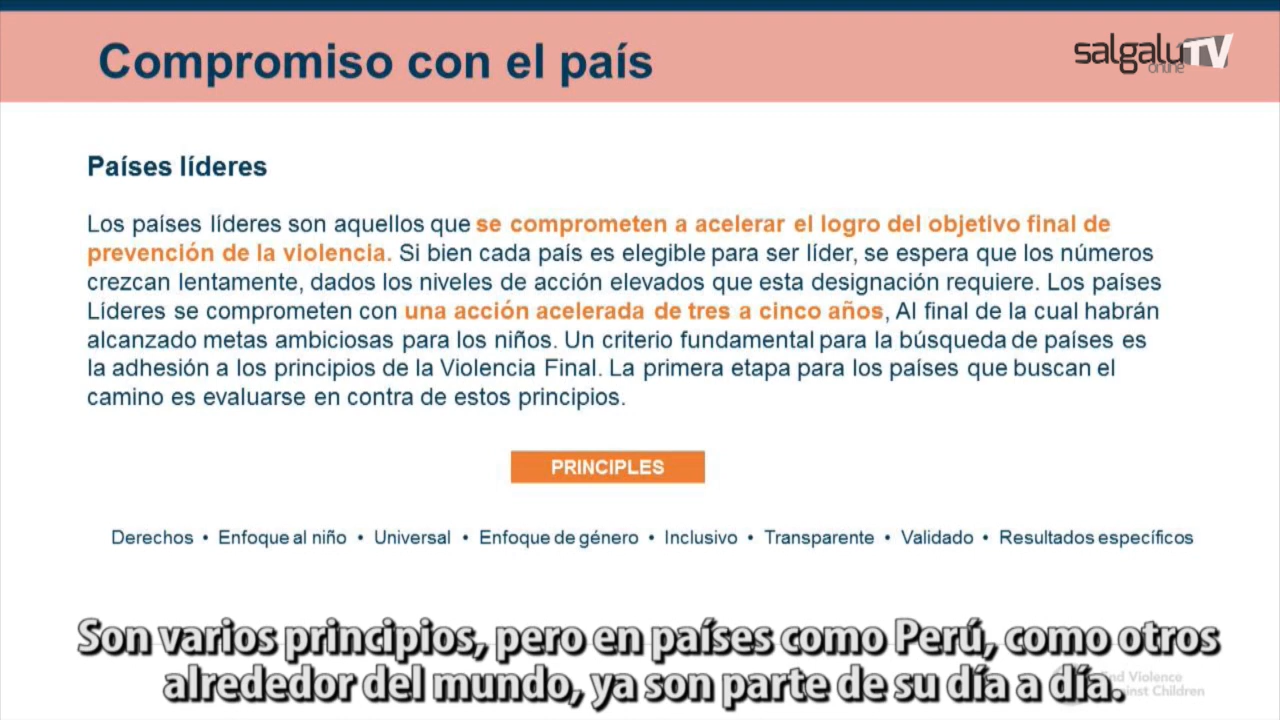 Compromiso con el país
salgaluTV
online
Países líderes
Los países líderes son aquellos que se comprometen a acelerar el logro del objetivo final de
prevención de la violencia. Si bien cada país es elegible para ser líder, se espera que los números
crezcan lentamente, dados los niveles de acción elevados que esta designación requiere. Los países
Líderes se comprometen con una acción acelerada de tres a cinco años, Al final de la cual habrán
alcanzado metas ambiciosas para los niños. Un criterio fundamental para la búsqueda de países es
la adhesión a los principios de la Violencia Final. La primera etapa para los países que buscan el
camino es evaluarse en contra de estos principios.
PRINCIPLES
Derechos • Enfoque al niño • Universal • Enfoque de género • Inclusivo • Transparente • Validado • Resultados específicos
Son varios principios, pero en países como Perú, como otros
alrededor del mundo, ya son parte de su día a día.
Violence
Children